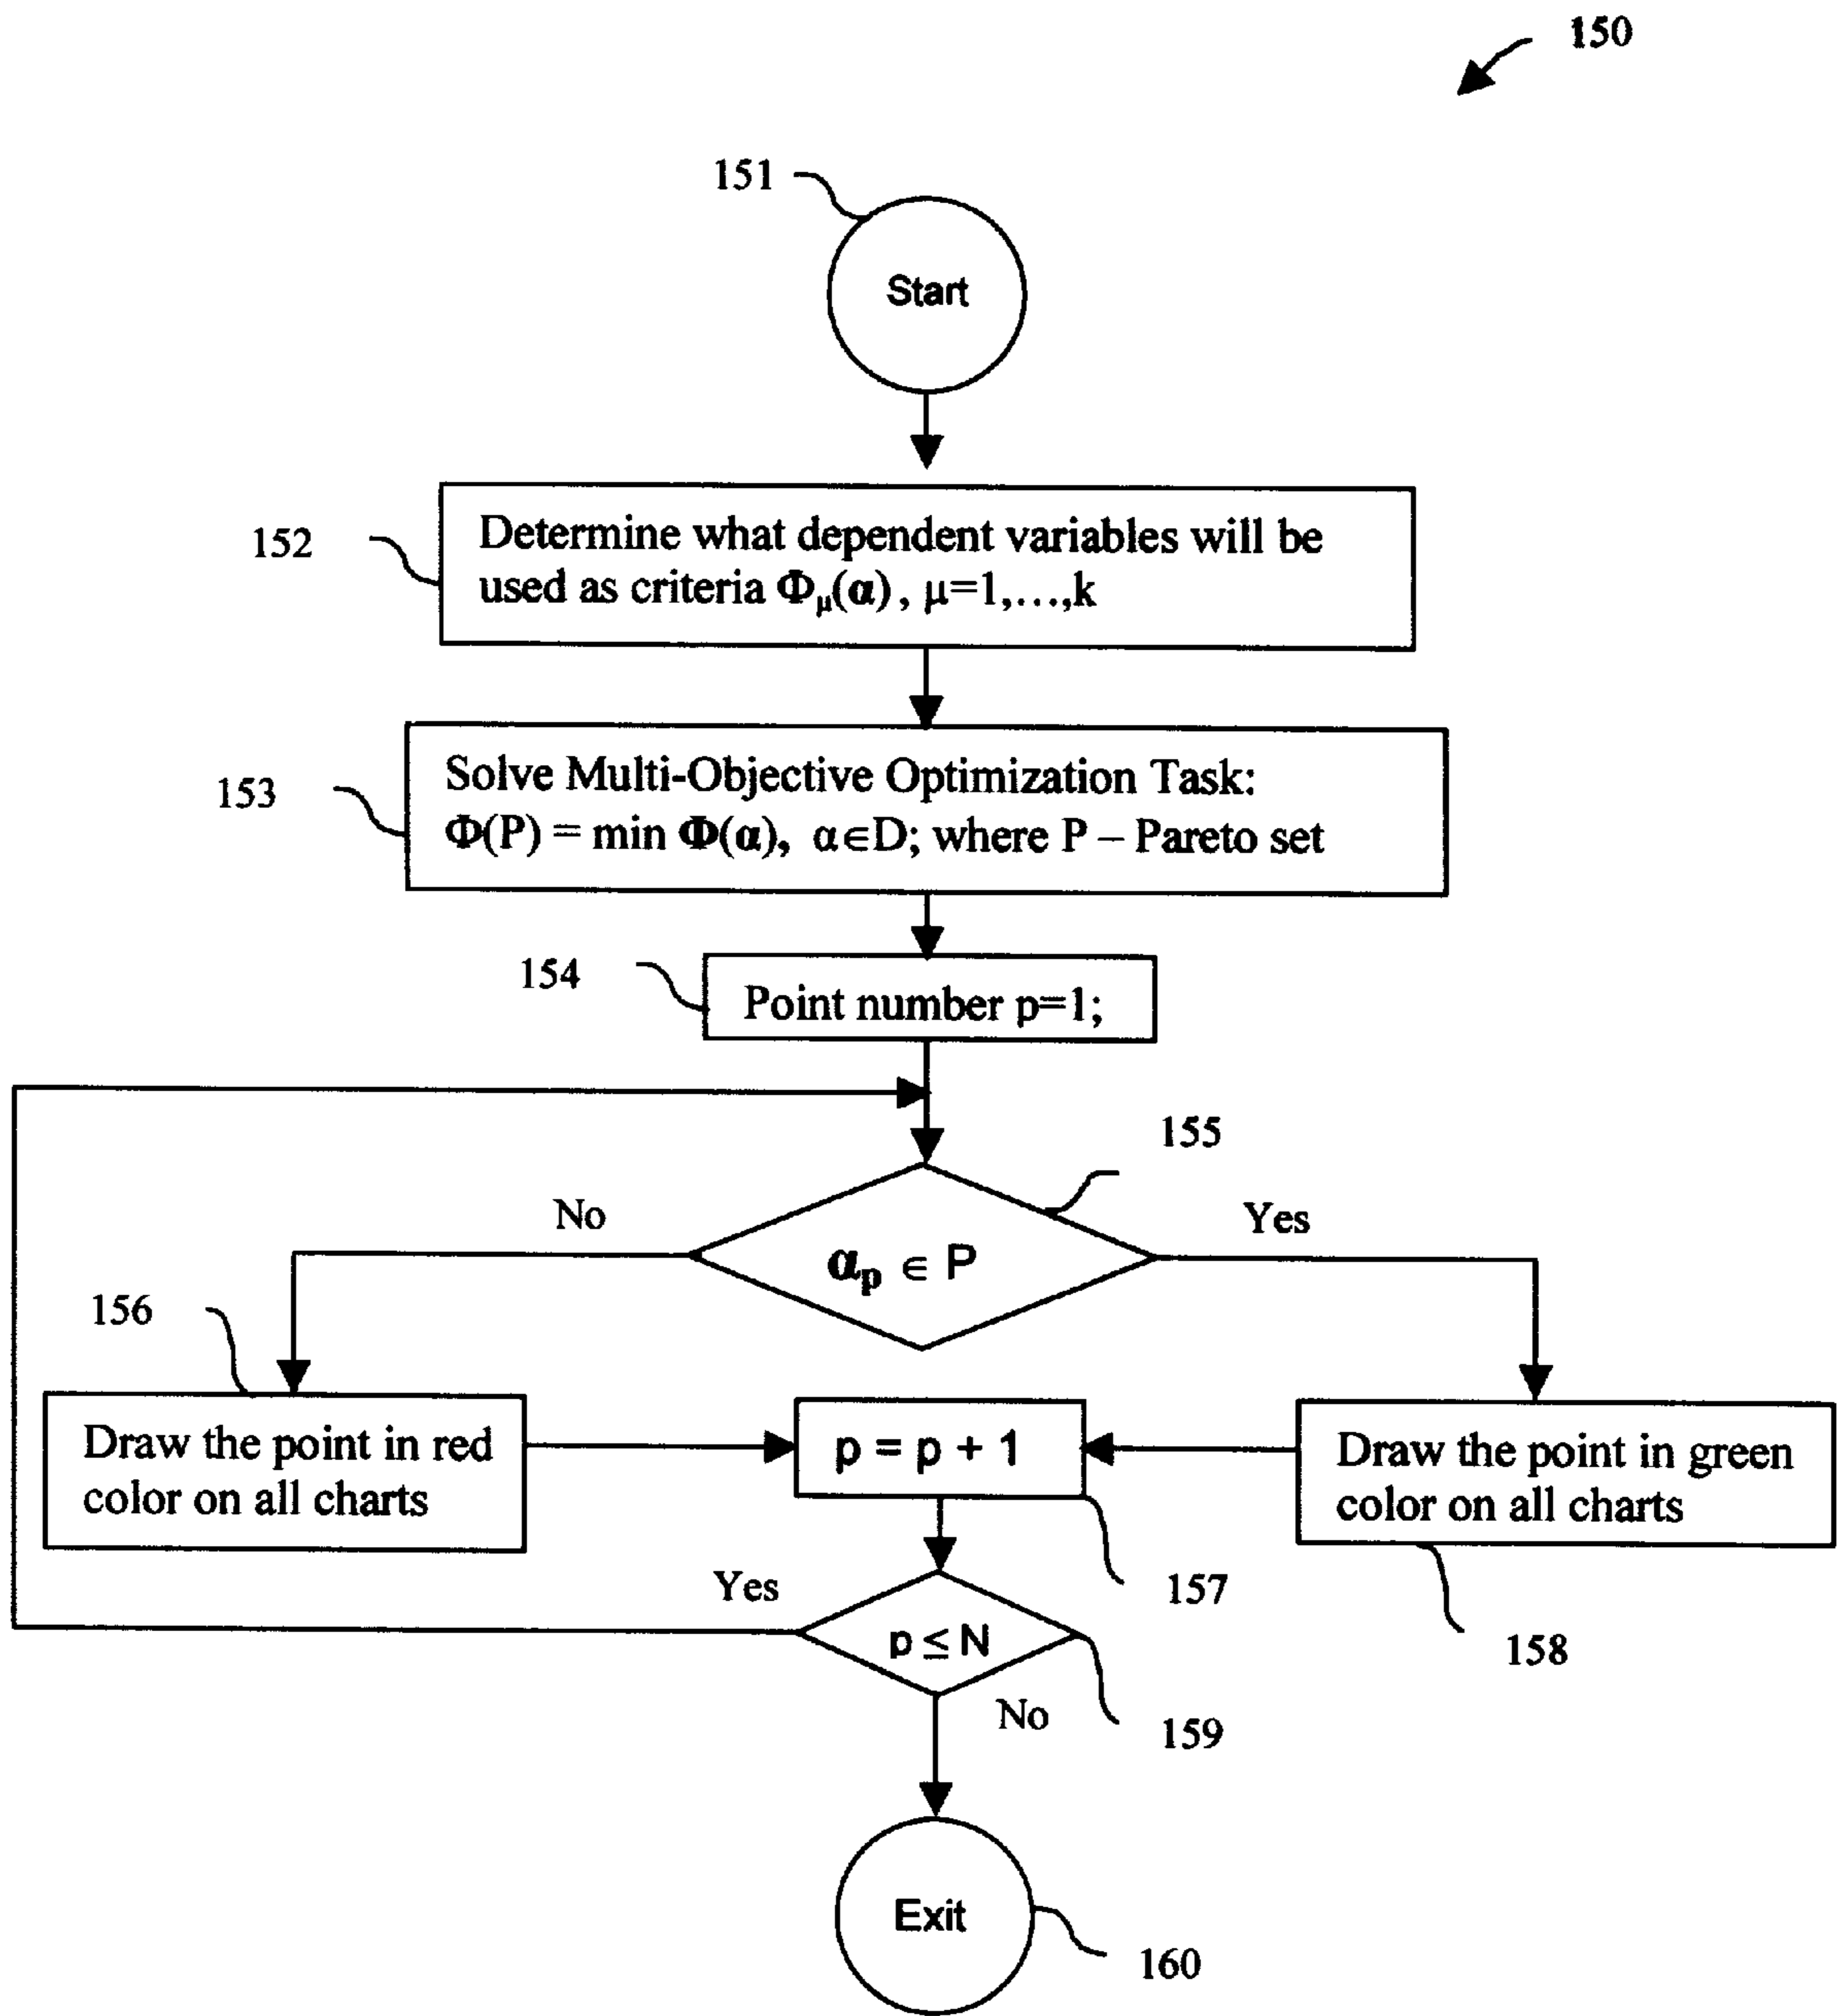 150
151
Start
152
Determine what dependent variables will be
used as criteria Φμ(α), μ=1,…,k
153
Solve Multi-Objective Optimization Task:
Φ(P) = min Φ(α), α∈D; where P – Pareto set
154
Point number p=1;
155
No
Yes
αp ∈ P
156
Draw the point in red
color on all charts
p = p + 1
Draw the point in green
color on all charts
157
158
Yes
p ≤ N
159
No
Exit
160